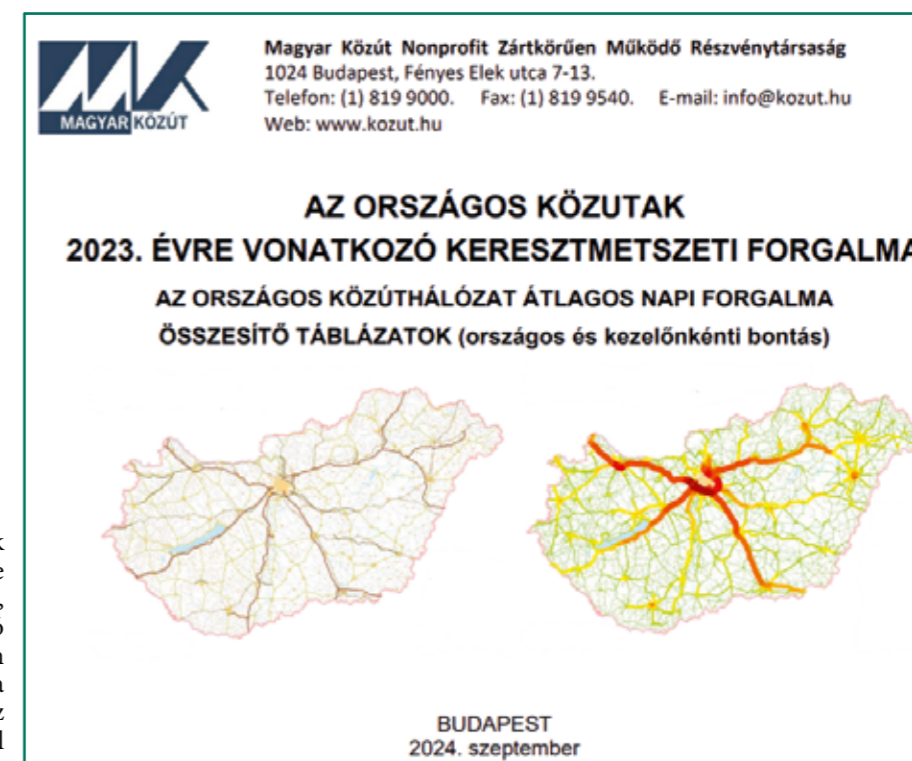 MAGYAR KÖZÚT
Magyar Közút Nonprofit Zártkörűen Működő Részvénytársaság
1024 Budapest, Fényes Elek utca 7-13.
Telefon: (1) 819 9000. Fax: (1) 819 9540. E-mail: info@kozut.hu
Web: www.kozut.hu
AZ ORSZÁGOS KÖZUTAK
2023. ÉVRE VONATKOZÓ KERESZTMETSZETI FORGALMA
AZ ORSZÁGOS KÖZÚTHÁLÓZAT ÁTLAGOS NAPI FORGALMA
ÖSSZESÍTŐ TÁBLÁZATOK (országos és kezelőnkénti bontás)
BUDAPEST
2024. szeptember